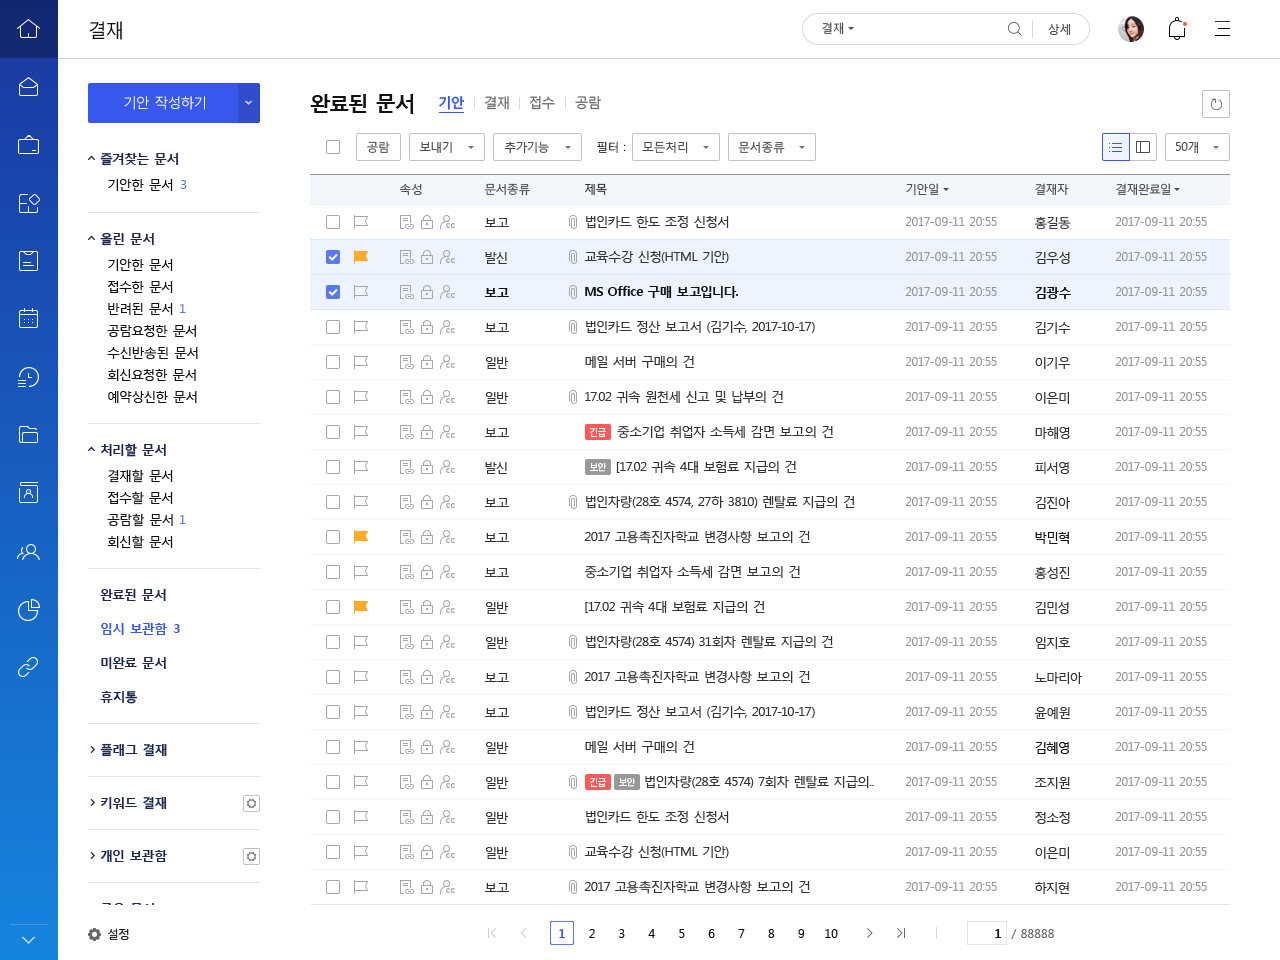 결재
결재
상세
기안 작성하기
즐겨찾는 문서
기안한 문서 3
올린 문서
기안한 문서
접수한 문서
반려된 문서 1
공람요청한 문서
수신반송된 문서
회신요청한 문서
예약상신한 문서
처리할 문서
결재할 문서
접수할 문서
공람할 문서 1
회신할 문서
완료된 문서
임시 보관함 3
미완료 문서
휴지통
플래그 결재
키워드 결재
개인 보관함
설정
완료된 문서 기안 결재 접수 공람
공람 보내기 추가기능 필터 : 모든처리 문서종류 50개
속성 문서종류 제목 기안일 결재자 결재완료일
보고 법인카드 한도 조정 신청서 2017-09-11 20:55 홍길동 2017-09-11 20:55
발신 교육수강 신청(HTML 기안) 2017-09-11 20:55 김우성 2017-09-11 20:55
보고 MS Office 구매 보고입니다. 2017-09-11 20:55 김광수 2017-09-11 20:55
보고 법인카드 정산 보고서 (김기수, 2017-10-17) 2017-09-11 20:55 김기수 2017-09-11 20:55
일반 메일 서버 구매의 건 2017-09-11 20:55 이기우 2017-09-11 20:55
일반 17.02 귀속 원천세 신고 및 납부의 건 2017-09-11 20:55 이은미 2017-09-11 20:55
보고 긴급 중소기업 취업자 소득세 감면 보고의 건 2017-09-11 20:55 마해영 2017-09-11 20:55
발신 보안 [17.02 귀속 4대 보험료 지급의 건 2017-09-11 20:55 피서영 2017-09-11 20:55
보고 법인차량(28호 4574, 27하 3810) 렌탈료 지급의 건 2017-09-11 20:55 김진아 2017-09-11 20:55
보고 2017 고용촉진자학교 변경사항 보고의 건 2017-09-11 20:55 박민혁 2017-09-11 20:55
보고 중소기업 취업자 소득세 감면 보고의 건 2017-09-11 20:55 홍성진 2017-09-11 20:55
일반 [17.02 귀속 4대 보험료 지급의 건 2017-09-11 20:55 김민성 2017-09-11 20:55
일반 법인차량(28호 4574) 31회차 렌탈료 지급의 건 2017-09-11 20:55 임지호 2017-09-11 20:55
보고 2017 고용촉진자학교 변경사항 보고의 건 2017-09-11 20:55 노마리아 2017-09-11 20:55
보고 법인카드 정산 보고서 (김기수, 2017-10-17) 2017-09-11 20:55 윤예원 2017-09-11 20:55
일반 메일 서버 구매의 건 2017-09-11 20:55 김혜영 2017-09-11 20:55
일반 긴급 보안 법인차량(28호 4574) 7회차 렌탈료 지급의.. 2017-09-11 20:55 조지원 2017-09-11 20:55
일반 법인카드 한도 조정 신청서 2017-09-11 20:55 정소정 2017-09-11 20:55
일반 교육수강 신청(HTML 기안) 2017-09-11 20:55 이은미 2017-09-11 20:55
보고 2017 고용촉진자학교 변경사항 보고의 건 2017-09-11 20:55 하지현 2017-09-11 20:55
1 2 3 4 5 6 7 8 9 10 1 / 88888